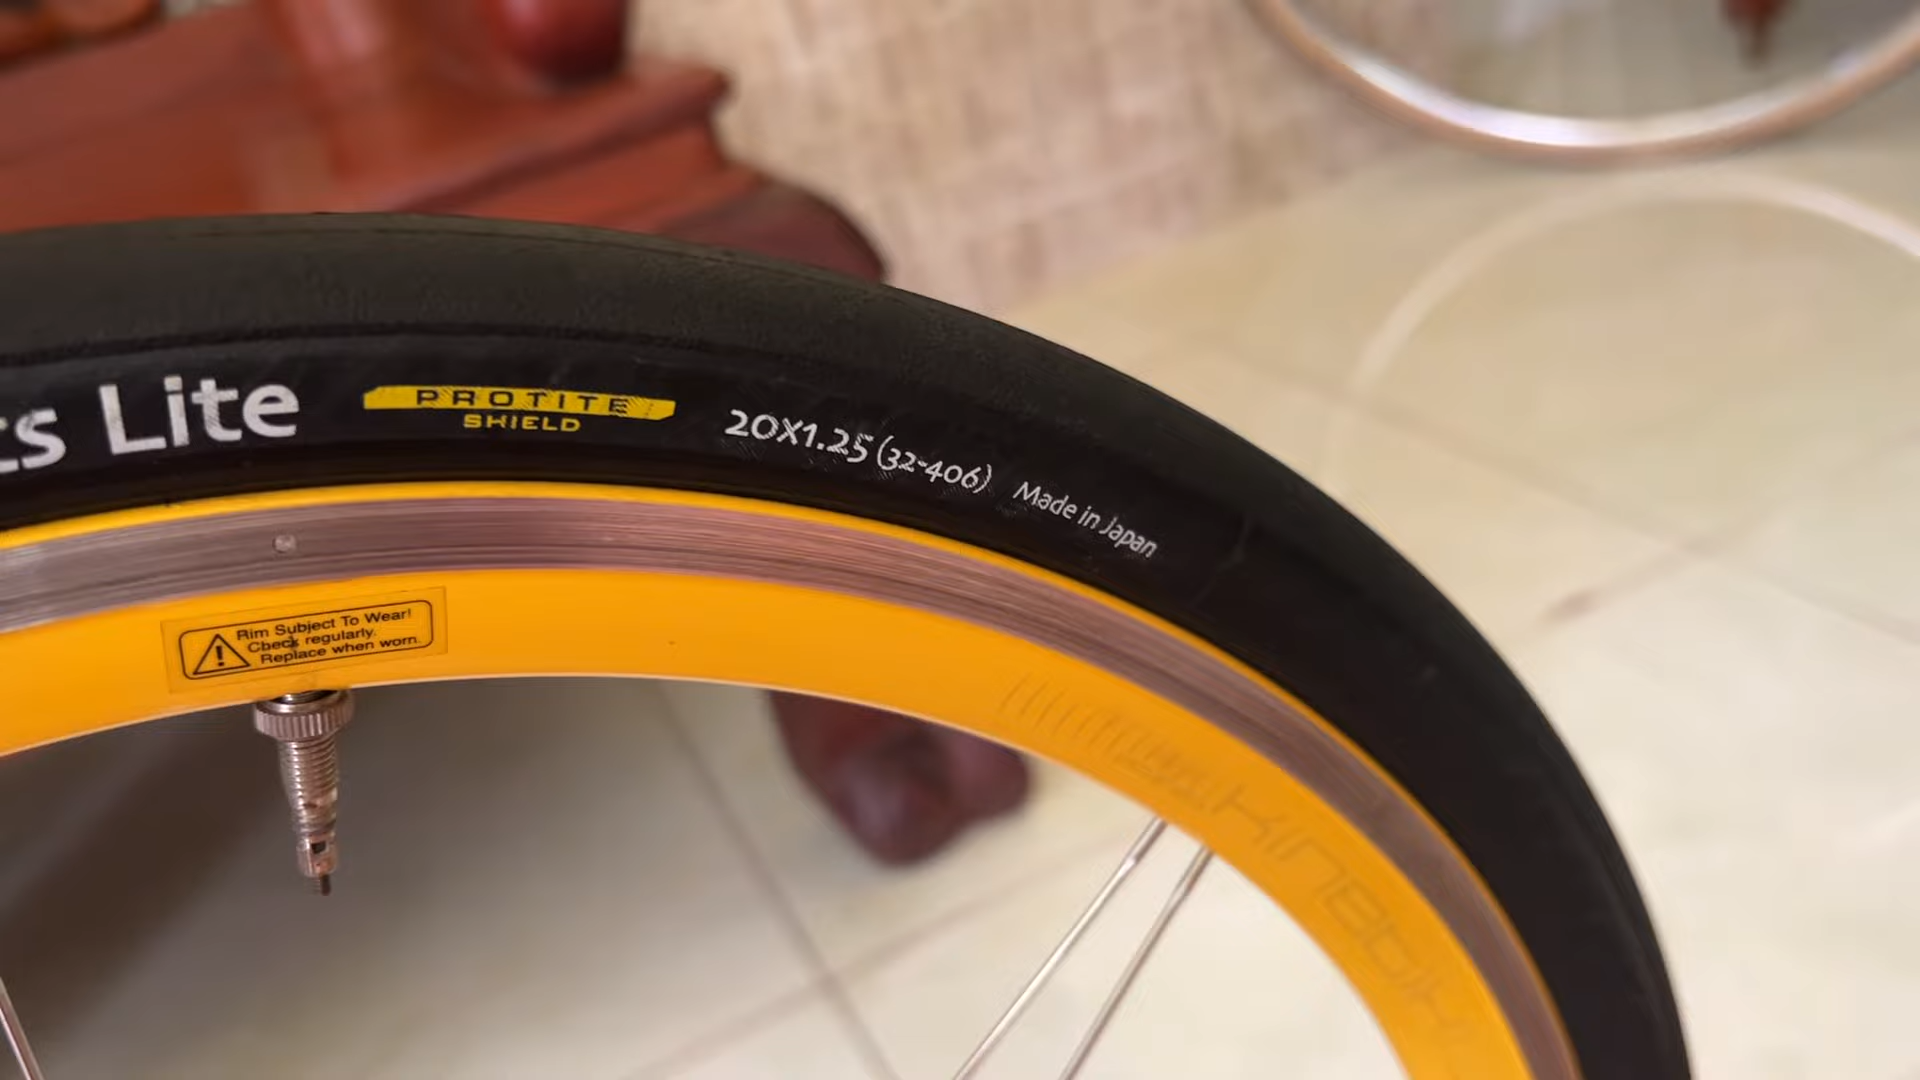 ts Lite
PROTITE
SHIELD
20X1.25 (32-406) Made in Japan
Rim Subject To Wear!
Check regularly.
Replace when worn.